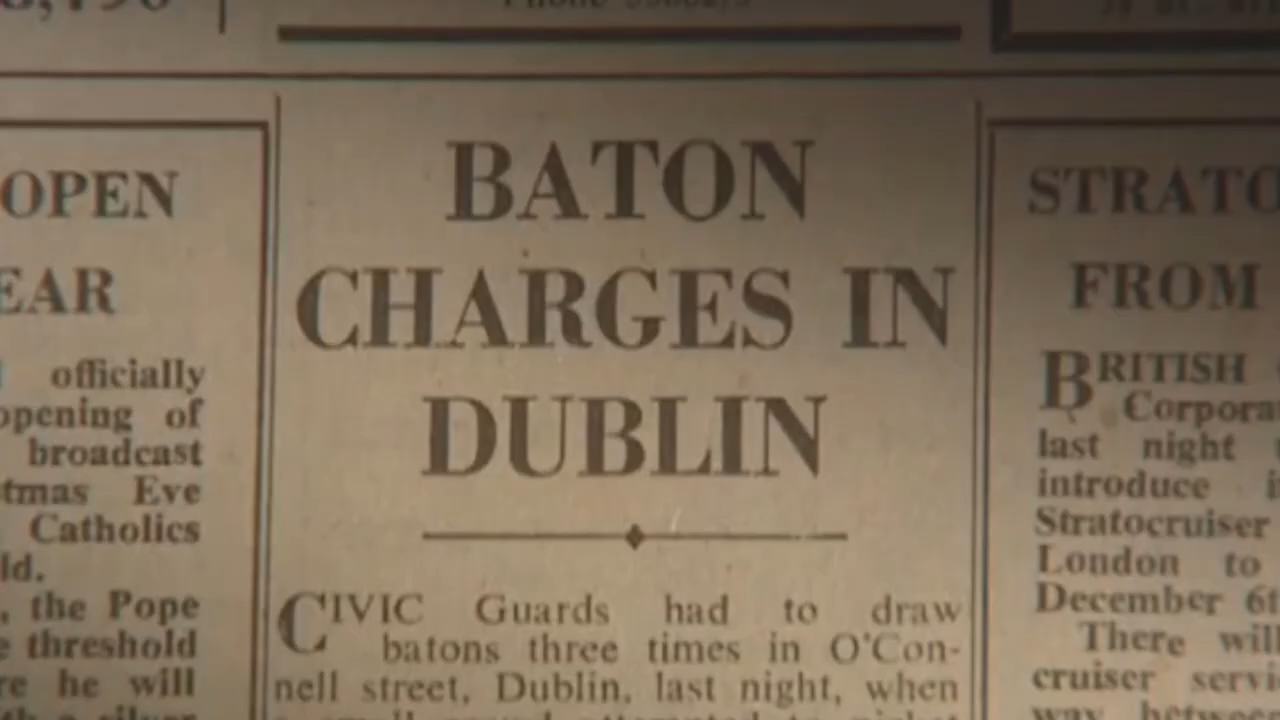 OPEN
EAR
officially
opening of
broadcast
tmas Eve
Catholics
ld.
, the Pope
threshold
re he will
BATON
CHARGES IN
DUBLIN
CIVIC Guards had to draw
batons three times in O'Con-
nell street, Dublin, last night, when
STRATO
FROM
BRITISH
Corpora
last night
introduce
Stratocruiser
London to
December 6t
There will
cruiser servi